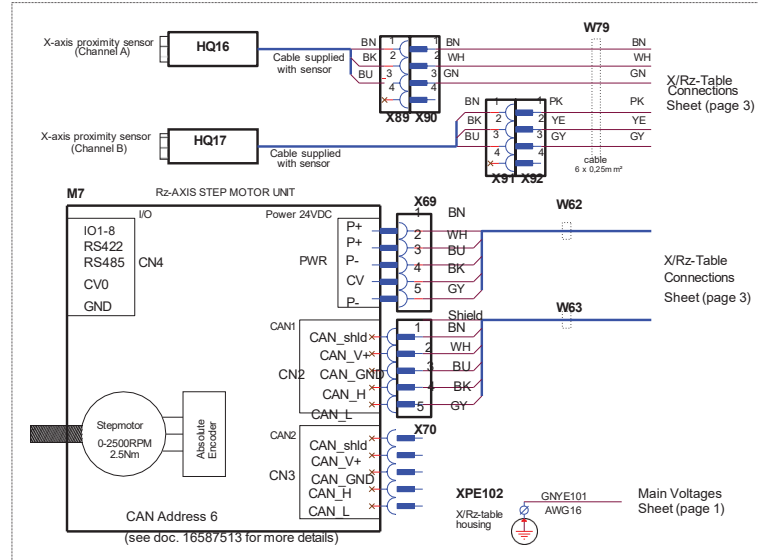 W79
X-axis proximity sensor
(Channel A)
HQ16
Cable supplied
with sensor
BN
BK
BU
1
2
3
4
1
2
3
4
X89 X90
BN
WH
GN
BN
WH
GN
X/Rz-Table
Connections
Sheet (page 3)
X-axis proximity sensor
(Channel B)
HQ17
Cable supplied
with sensor
BN
BK
BU
1
2
3
4
1
2
3
4
X91 X92
PK
YE
GY
PK
YE
GY
cable
6 x 0,25mm²
M7
Rz-AXIS STEP MOTOR UNIT
I/O
IO1-8
RS422
RS485
CV0
GND
CN4
Power 24VDC
PWR
P+
P+
P-
CV
P-
X69
1 BN
2 WH
3 BU
4 BK
5 GY
W62
X/Rz-Table
Connections
Sheet (page 3)
W63
CAN1
CN2
CAN_shld
CAN_V+
CAN_GND
CAN_H
CAN_L
Shield
1 BN
2 WH
3 BU
4 BK
5 GY
X70
CAN2
CN3
CAN_shld
CAN_V+
CAN_GND
CAN_H
CAN_L
Stepmotor
0-2500RPM
2.5Nm
Absolute
Encoder
CAN Address 6
(see doc. 16587513 for more details)
XPE102
X/Rz-table
housing
GNYE101
AWG16
Main Voltages
Sheet (page 1)